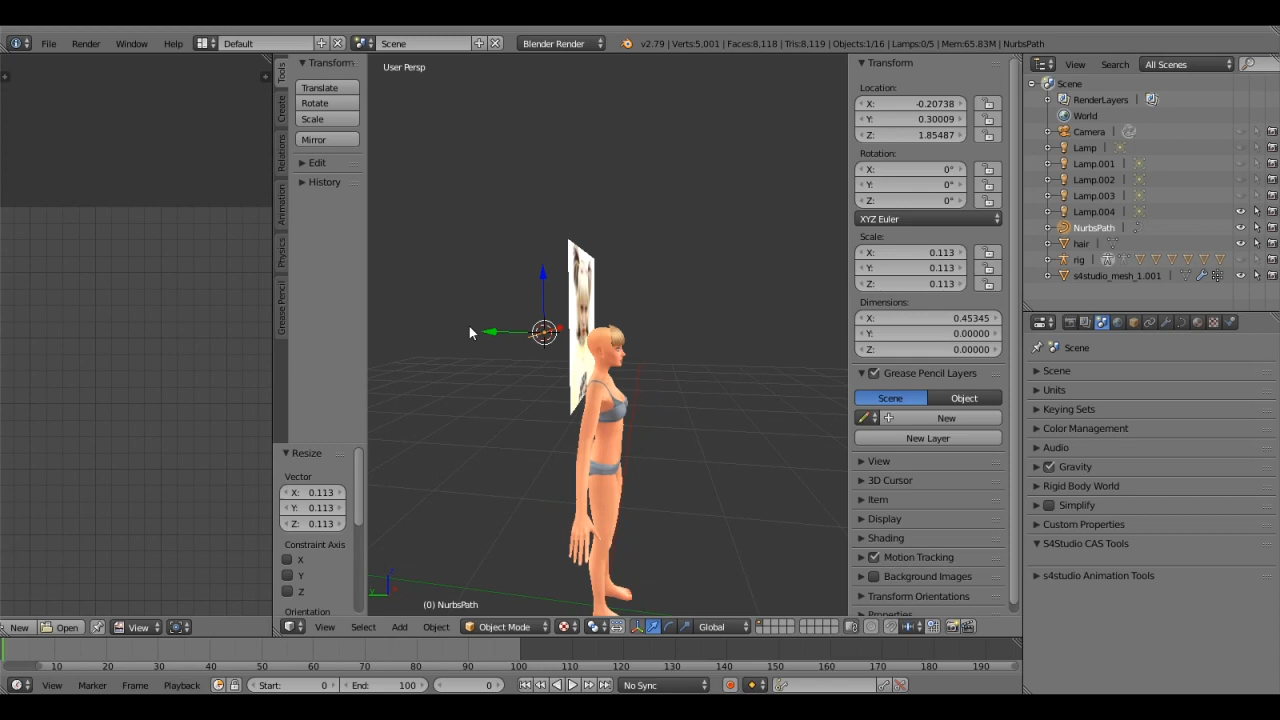 File Render Window Help Default Scene Blender Render v2.79 | Verts:5,001 | Faces:8,118 | Tris:8,119 | Objects:1/16 | Lamps:0/5 | Mem:65.83M | NurbsPath
Tools
Create
Relations
Animation
Physics
Grease Pencil
Transform
Translate
Rotate
Scale
Mirror
Edit
History
Resize
Vector
X: 0.113
Y: 0.113
Z: 0.113
Constraint Axis
X
Y
Z
Orientation
User Persp
(0) NurbsPath
Transform
Location:
X: -0.20738
Y: 0.30009
Z: 1.85487
Rotation:
X: 0°
Y: 0°
Z: 0°
XYZ Euler
Scale:
X: 0.113
Y: 0.113
Z: 0.113
Dimensions:
X: 0.45345
Y: 0.00000
Z: 0.00000
Grease Pencil Layers
Scene Object
New
New Layer
View
3D Cursor
Item
Display
Shading
Motion Tracking
Background Images
Transform Orientations
Properties
View Search All Scenes
Scene
RenderLayers
World
Camera
Lamp
Lamp.001
Lamp.002
Lamp.003
Lamp.004
NurbsPath
hair
rig
s4studio_mesh_1.001
Scene
Scene
Units
Keying Sets
Color Management
Audio
Gravity
Rigid Body World
Simplify
Custom Properties
S4Studio CAS Tools
s4studio Animation Tools
New Open View
View Select Add Object Object Mode Global
10 20 30 40 50 60 70 80 90 100 110 120 130 140 150 160 170 180 190
View Marker Frame Playback Start: 0 End: 100 0 No Sync